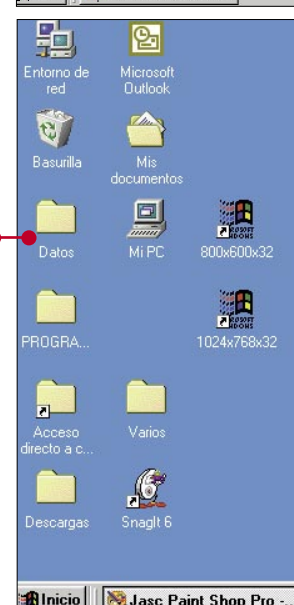 Entorno de
red
Microsoft
Outlook
Basurilla
Mis
documentos
Datos
Mi PC
800x600x32
PROGRA...
1024x768x32
Acceso
directo a c...
Varios
Descargas
SnagIt 6
Inicio
Jasc Paint Shop Pro -